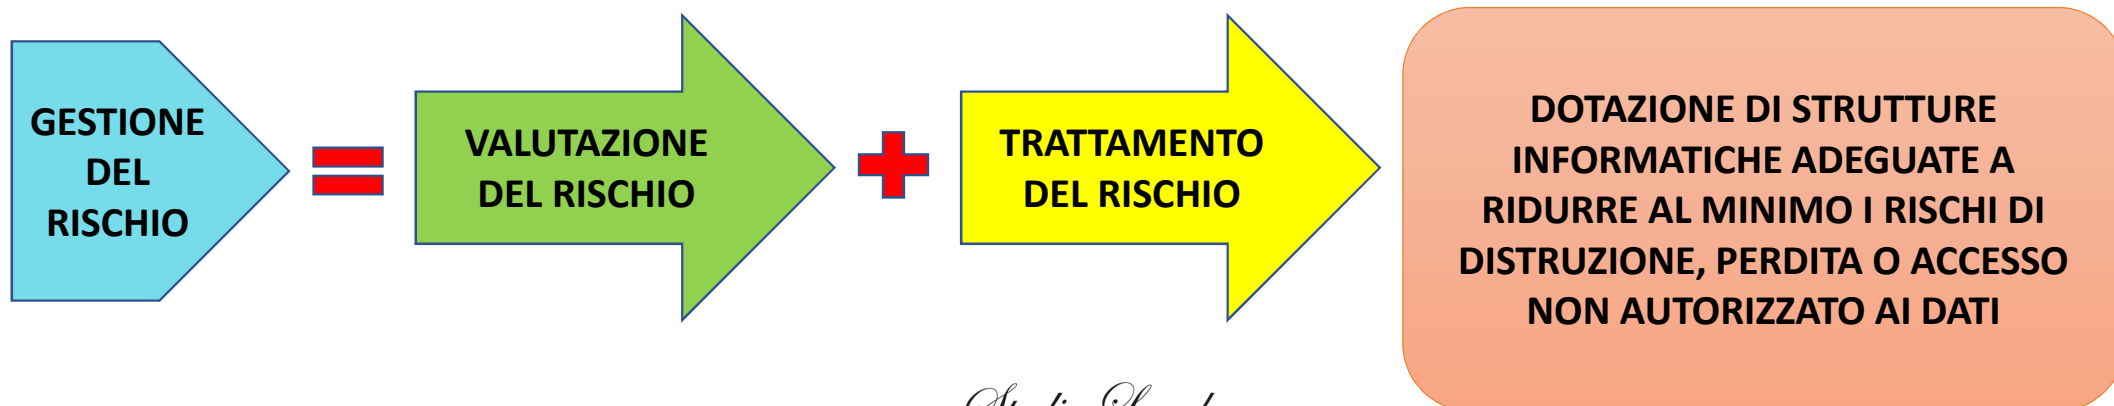 GESTIONE
DEL
RISCHIO
VALUTAZIONE
DEL RISCHIO
TRATTAMENTO
DEL RISCHIO
DOTAZIONE DI STRUTTURE
INFORMATICHE ADEGUATE A
RIDURRE AL MINIMO I RISCHI DI
DISTRUZIONE, PERDITA O ACCESSO
NON AUTORIZZATO AI DATI
Studio